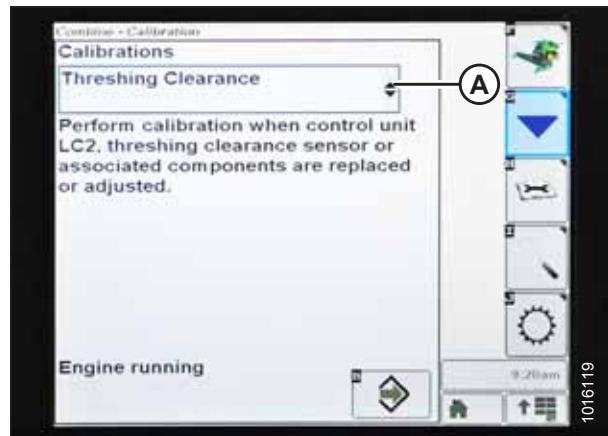 Combine - Calibration
Calibrations
Threshing Clearance
A
Perform calibration when control unit
LC2, threshing clearance sensor or
associated components are replaced
or adjusted.
Engine running
9:20am
1016119